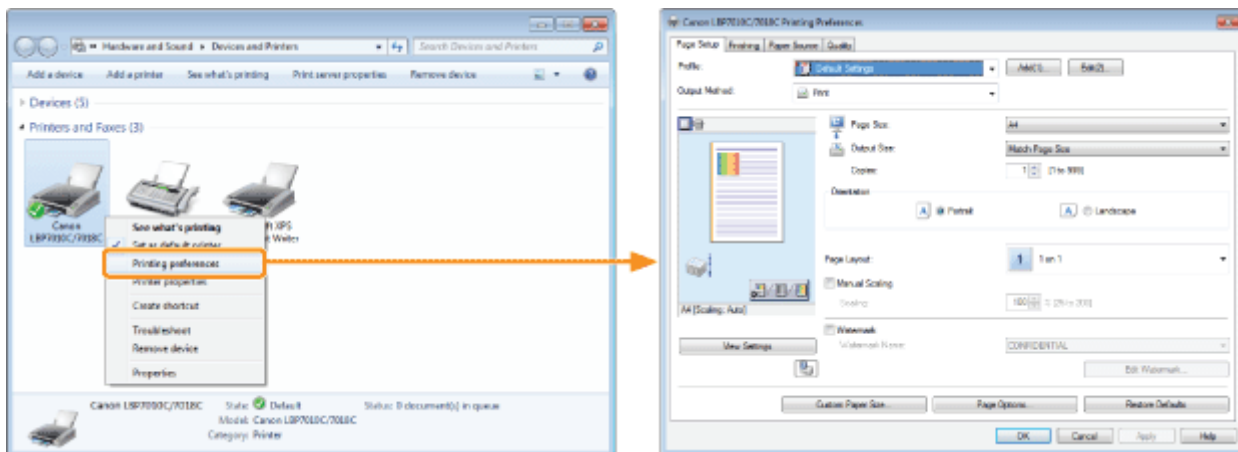 Hardware and Sound Devices and Printers Search Devices and Printers
Add a device Add a printer See what's printing Print server properties Remove device
Devices (5)
Printers and Faxes (3)
Canon
LBP7010C/7018C
XPS
Writer
See what's printing
Set as default printer
Printing preferences
Printer properties
Create shortcut
Troubleshoot
Remove device
Properties
Canon LBP7010C/7018C State: Default Status: 0 document(s) in queue
Model: Canon LBP7010C/7018C
Category: Printer
Canon LBP7010C/7018C Printing Preferences
Page Setup Finishing Paper Source Quality
Profile: Default Settings Add(1)... Edit(2)...
Output Method: Print
Page Size: A4
Output Size: Match Page Size
Copies: 1 [1 to 999]
Orientation
A Portrait A Landscape
Page Layout: 1 1 on 1
Manual Scaling
Scaling: 100 % [25 to 200]
A4 [Scaling: Auto]
Watermark
View Settings Watermark Name: CONFIDENTIAL
Edit Watermark...
Custom Paper Size... Page Options... Restore Defaults
OK Cancel Apply Help